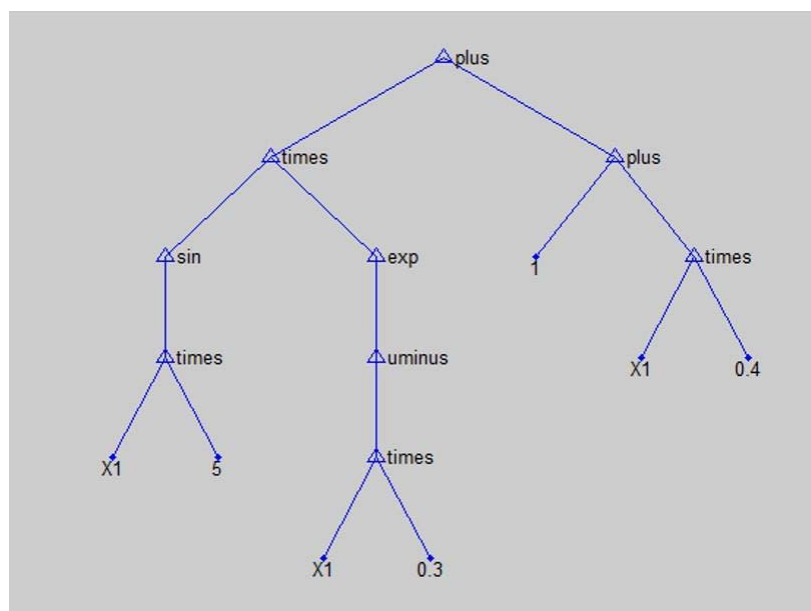 plus
times plus
sin exp 1 times
times uminus X1 0.4
X1 5 times
X1 0.3